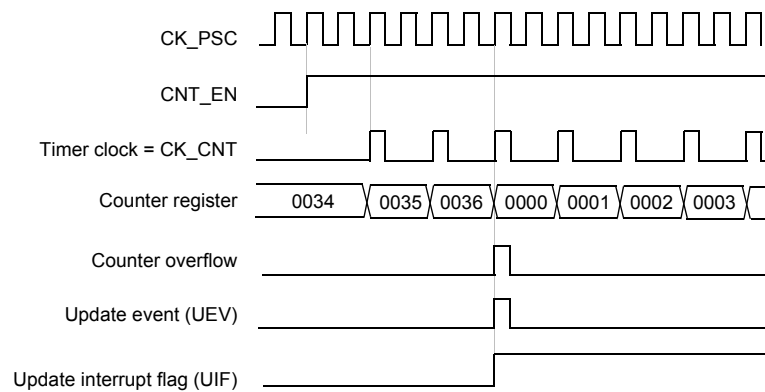 CK_PSC
CNT_EN
Timer clock = CK_CNT
Counter register 0034 0035 0036 0000 0001 0002 0003
Counter overflow
Update event (UEV)
Update interrupt flag (UIF)